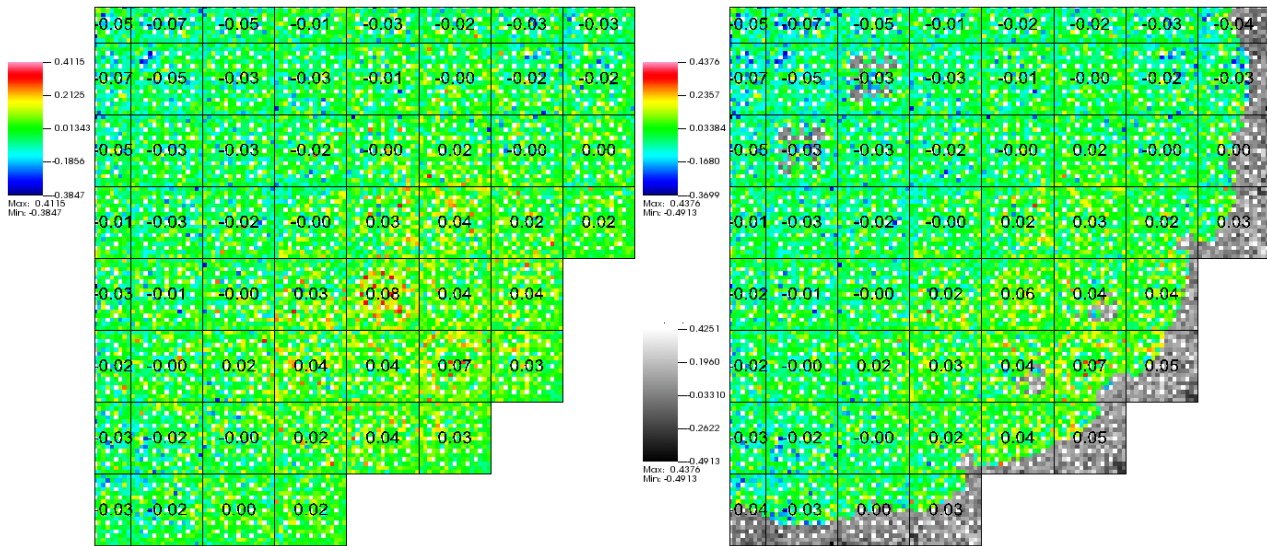 -0.05 -0.07 -0.03 -0.01 -0.03 -0.02 -0.03 -0.03
-0.07 -0.05 -0.03 -0.03 -0.01 -0.00 -0.02 -0.02
-0.05 -0.03 -0.03 -0.02 -0.00 0.02 -0.00 0.00
-0.01 -0.03 -0.02 -0.00 0.03 0.04 0.02 0.02
-0.03 -0.01 -0.00 0.03 0.08 0.04 0.04
-0.02 -0.00 0.02 0.04 0.04 0.07 0.03
-0.03 -0.02 -0.00 0.02 0.04 0.03
-0.03 -0.02 0.00 0.02
0.4115
0.2125
0.01343
-0.1856
-0.3847
Max: 0.4115
Min: -0.3847
-0.05 -0.07 -0.03 -0.01 -0.02 -0.02 -0.03 -0.04
-0.07 -0.05 -0.03 -0.03 -0.00 -0.00 -0.02 -0.03
-0.05 -0.03 -0.03 -0.02 -0.00 0.02 -0.00 0.00
-0.01 -0.03 -0.03 -0.00 0.02 0.04 0.02 0.03
-0.02 -0.01 -0.00 0.02 0.06 0.04 0.04
-0.02 -0.00 0.00 0.03 0.04 0.07 0.05
-0.03 -0.02 -0.00 0.02 0.04 0.05
-0.04 -0.03 0.00 0.03
0.4376
0.2357
0.03384
-0.1680
-0.3699
Max: 0.4376
Min: -0.4913
0.4251
0.1960
-0.03310
-0.2622
-0.4913
Max: 0.4376
Min: -0.4913